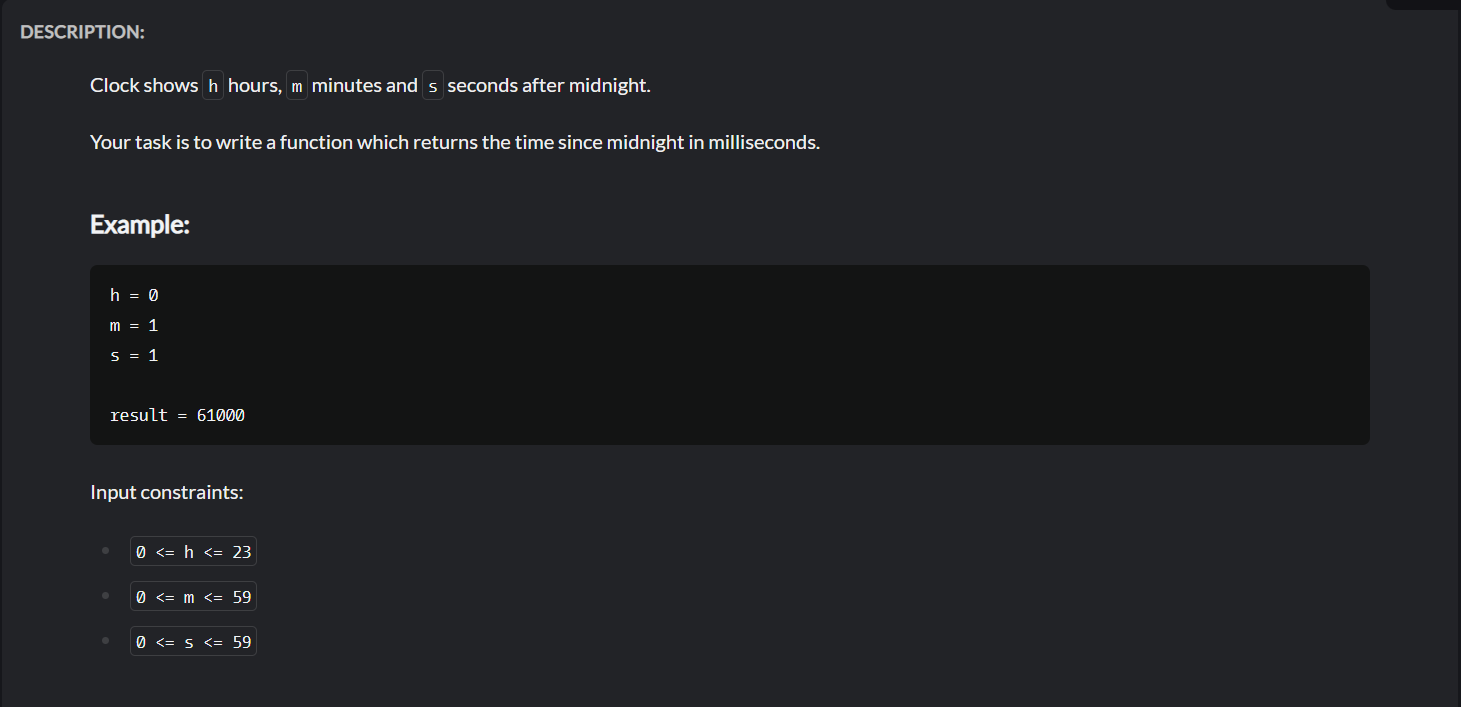 DESCRIPTION:
Clock shows h hours, m minutes and s seconds after midnight.
Your task is to write a function which returns the time since midnight in milliseconds.
Example:
h = 0
m = 1
s = 1
result = 61000
Input constraints:
0 <= h <= 23
0 <= m <= 59
0 <= s <= 59